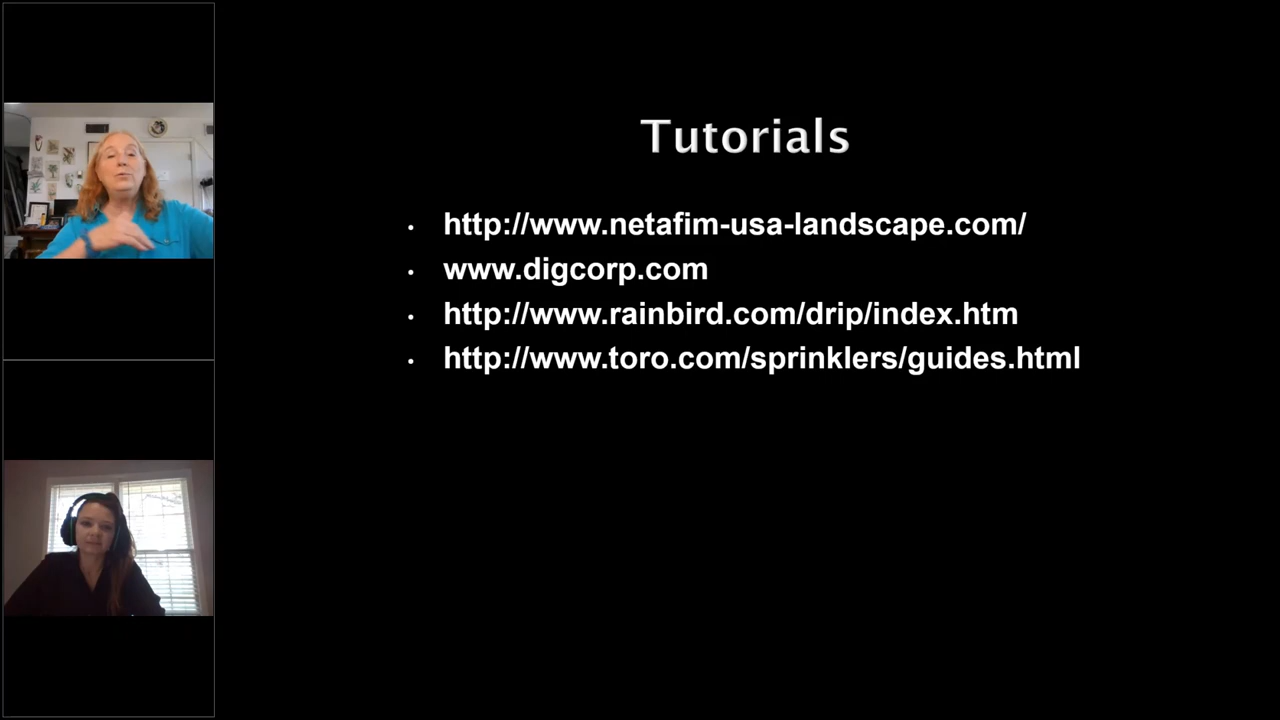 Tutorials
http://www.netafim-usa-landscape.com/
www.digcorp.com
http://www.rainbird.com/drip/index.htm
http://www.toro.com/sprinklers/guides.html